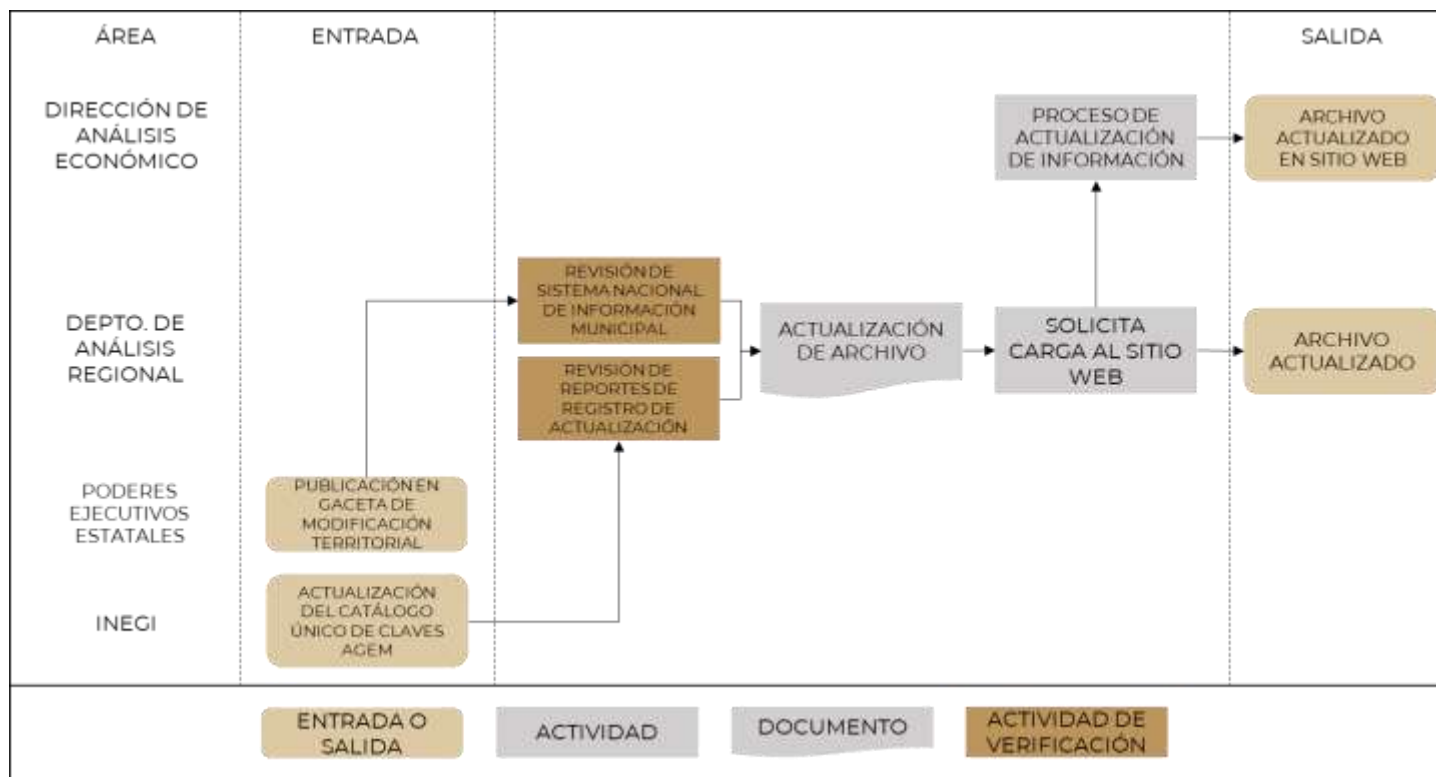 ÁREA
ENTRADA
SALIDA
DIRECCIÓN DE
ANÁLISIS
ECONÓMICO
PROCESO DE
ACTUALIZACIÓN
DE INFORMACIÓN
ARCHIVO
ACTUALIZADO
EN SITIO WEB
DEPTO. DE
ANÁLISIS
REGIONAL
REVISIÓN DE
SISTEMA NACIONAL
DE INFORMACIÓN
MUNICIPAL
REVISIÓN DE
REPORTES DE
REGISTRO DE
ACTUALIZACIÓN
ACTUALIZACIÓN
DE ARCHIVO
SOLICITA
CARGA AL SITIO
WEB
ARCHIVO
ACTUALIZADO
PODERES
EJECUTIVOS
ESTATALES
PUBLICACIÓN EN
GACETA DE
MODIFICACIÓN
TERRITORIAL
INEGI
ACTUALIZACIÓN
DEL CATÁLOGO
ÚNICO DE CLAVES
AGEM
ENTRADA O
SALIDA
ACTIVIDAD
DOCUMENTO
ACTIVIDAD DE
VERIFICACIÓN